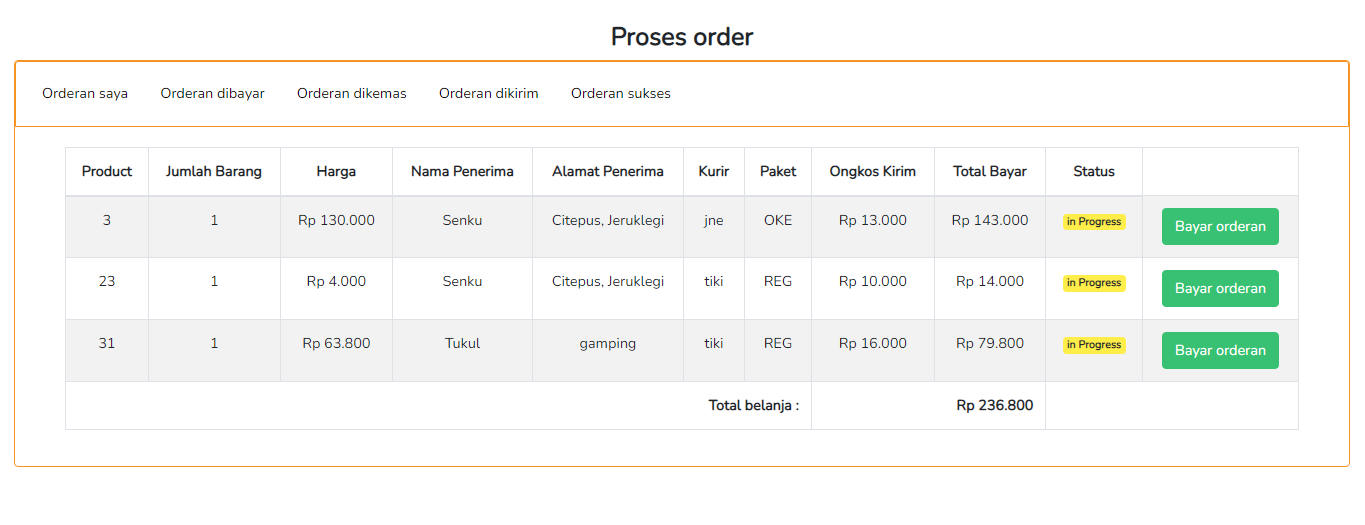 Proses order
Orderan saya Orderan dibayar Orderan dikemas Orderan dikirim Orderan sukses
Product Jumlah Barang Harga Nama Penerima Alamat Penerima Kurir Paket Ongkos Kirim Total Bayar Status
3 1 Rp 130.000 Senku Citepus, Jeruklegi jne OKE Rp 13.000 Rp 143.000 in Progress Bayar orderan
23 1 Rp 4.000 Senku Citepus, Jeruklegi tiki REG Rp 10.000 Rp 14.000 in Progress Bayar orderan
31 1 Rp 63.800 Tukul gamping tiki REG Rp 16.000 Rp 79.800 in Progress Bayar orderan
Total belanja : Rp 236.800